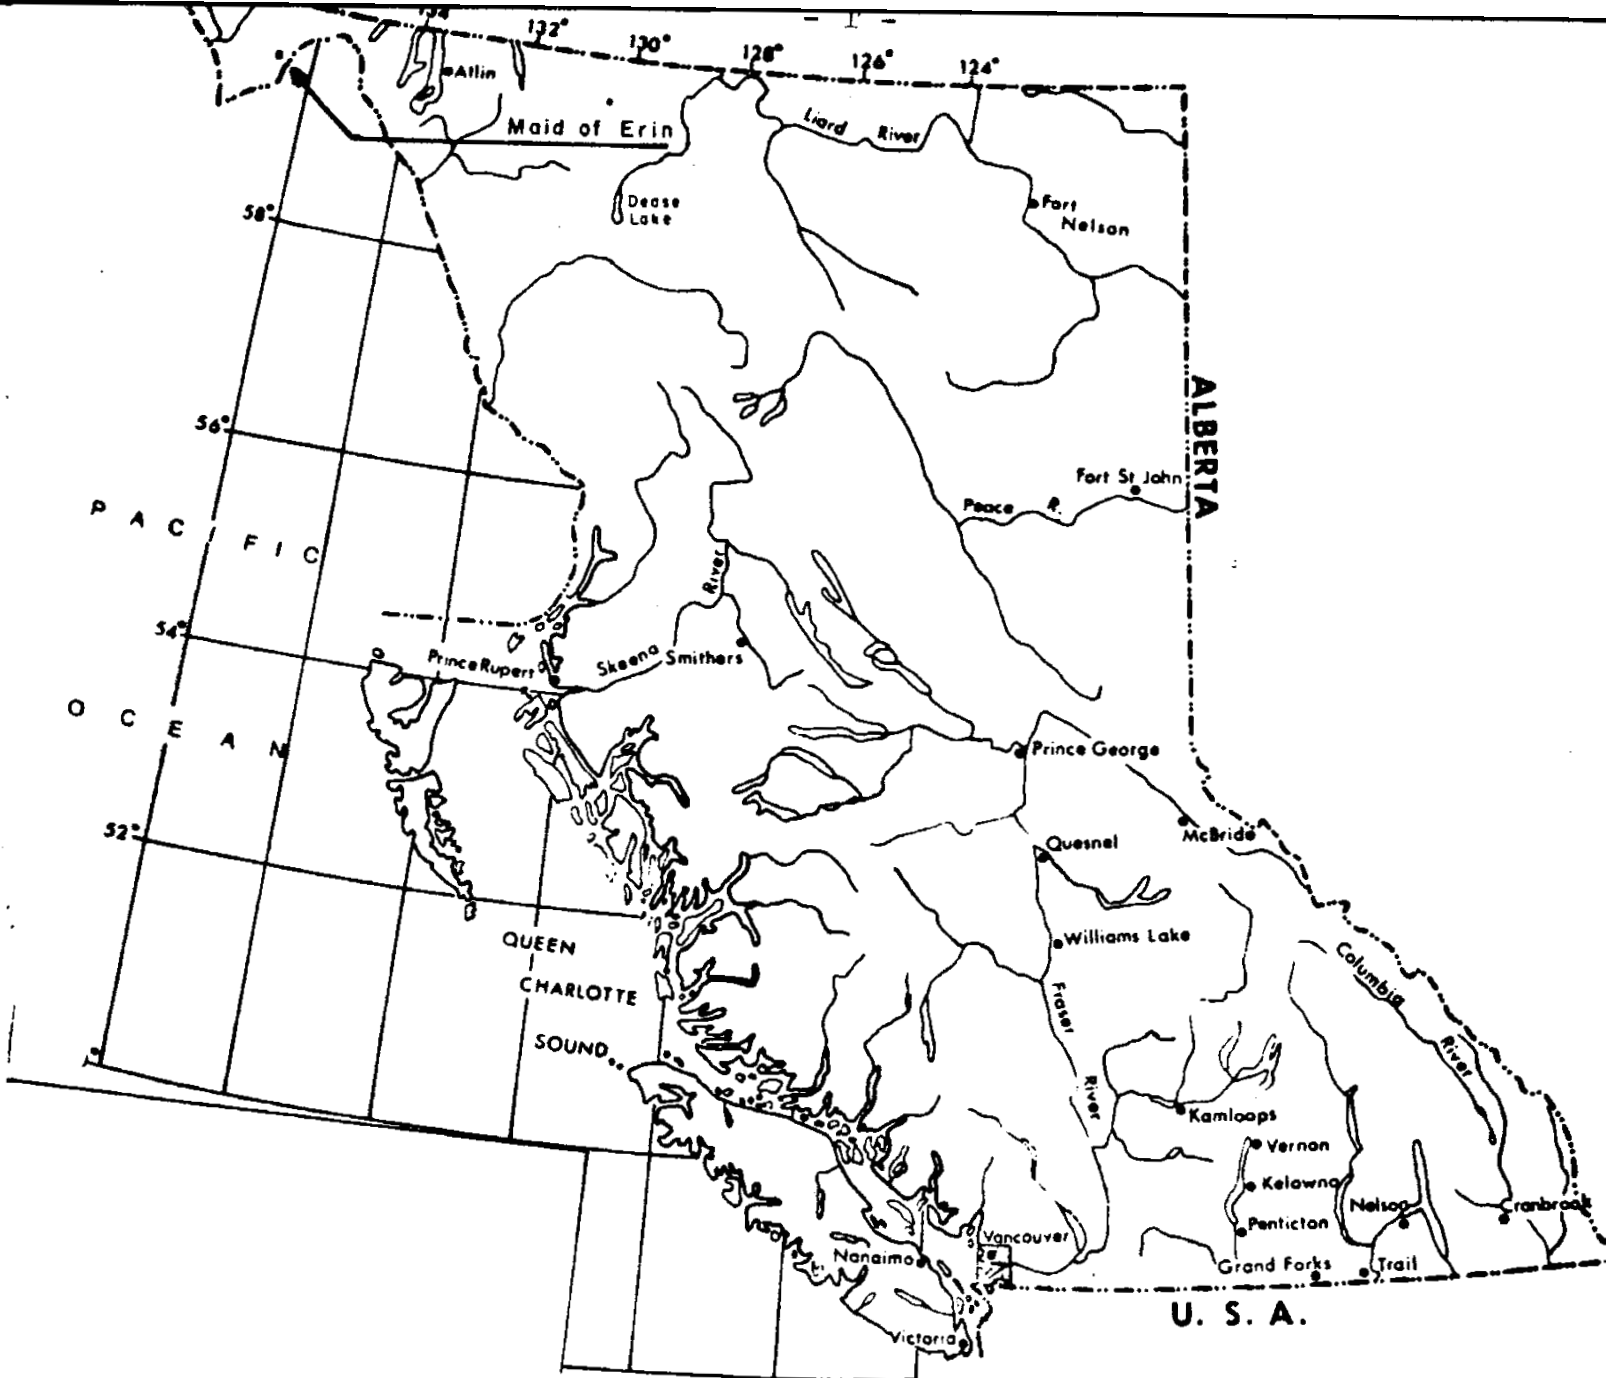 134
132°
130°
128°
126°
124°
Atlin
Maid of Erin
Liard River
Dease
Lake
Fort
Nelson
58°
56°
ALBERTA
Fort St John
Peace R.
PACIFIC
OCEAN
River
54°
Prince Rupert
Skeena
Smithers
Prince George
52°
McBride
Quesnel
Williams Lake
QUEEN
CHARLOTTE
SOUND
Columbia
River
Fraser
River
Kamloops
Vernon
Kelowna
Nelson
Cranbrook
Penticton
Vancouver
Nanaimo
Grand Forks
Trail
U. S. A.
Victoria